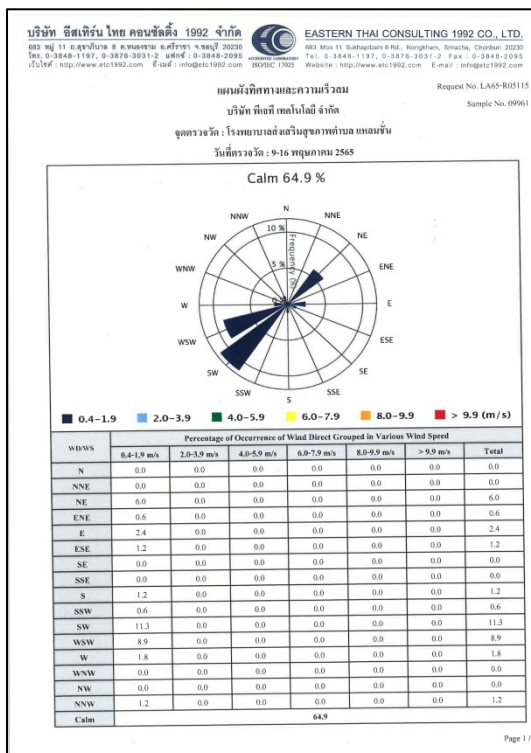 บริษัท อีสเทิร์น ไทย คอนซัลติ้ง 1992 จำกัด
683 หมู่ 11 ถ.สุขาภิบาล 8 ต.หนองขาม อ.ศรีราชา จ.ชลบุรี 20230
โทร. 0-3848-1197, 0-3876-3031-2 แฟกซ์ : 0-3848-2095
เว็บไซต์ : http://www.etc1992.com อี-เมล์ : info@etc1992.com
ACCREDITED LABORATORY
ISO/IEC 17025
EASTERN THAI CONSULTING 1992 CO., LTD.
683 Moo 11 Sukhapibarn 8 Rd., Nongkham, Sriracha, Chonburi 20230
Tel. 0-3848-1197, 0-3876-3031-2 Fax : 0-3848-2095
Website : http://www.etc1992.com E-mail : info@etc1992.com
Request No. LA65-R05115
Sample No. 09961
แผนผังทิศทางและความเร็วลม
บริษัท พีเอพี เทคโนโลยี จำกัด
จุดตรวจวัด : โรงพยาบาลส่งเสริมสุขภาพตำบล แหลมชั่น
วันที่ตรวจวัด : 9-16 พฤษภาคม 2565
Calm 64.9 %
N
NNW
NNE
NW
NE
WNW
ENE
W
E
WSW
ESE
SW
SE
SSW
SSE
S
10 %
5 %
Frequency (%)
0.4-1.9 2.0-3.9 4.0-5.9 6.0-7.9 8.0-9.9 > 9.9 (m/s)
WD/WS Percentage of Occurrence of Wind Direct Grouped in Various Wind Speed
0.4-1.9 m/s 2.0-3.9 m/s 4.0-5.9 m/s 6.0-7.9 m/s 8.0-9.9 m/s > 9.9 m/s Total
N 0.0 0.0 0.0 0.0 0.0 0.0 0.0
NNE 0.0 0.0 0.0 0.0 0.0 0.0 0.0
NE 6.0 0.0 0.0 0.0 0.0 0.0 6.0
ENE 0.6 0.0 0.0 0.0 0.0 0.0 0.6
E 2.4 0.0 0.0 0.0 0.0 0.0 2.4
ESE 1.2 0.0 0.0 0.0 0.0 0.0 1.2
SE 0.0 0.0 0.0 0.0 0.0 0.0 0.0
SSE 0.0 0.0 0.0 0.0 0.0 0.0 0.0
S 1.2 0.0 0.0 0.0 0.0 0.0 1.2
SSW 0.6 0.0 0.0 0.0 0.0 0.0 0.6
SW 11.3 0.0 0.0 0.0 0.0 0.0 11.3
WSW 8.9 0.0 0.0 0.0 0.0 0.0 8.9
W 1.8 0.0 0.0 0.0 0.0 0.0 1.8
WNW 0.0 0.0 0.0 0.0 0.0 0.0 0.0
NW 0.0 0.0 0.0 0.0 0.0 0.0 0.0
NNW 1.2 0.0 0.0 0.0 0.0 0.0 1.2
Calm 64.9
Page 1 /